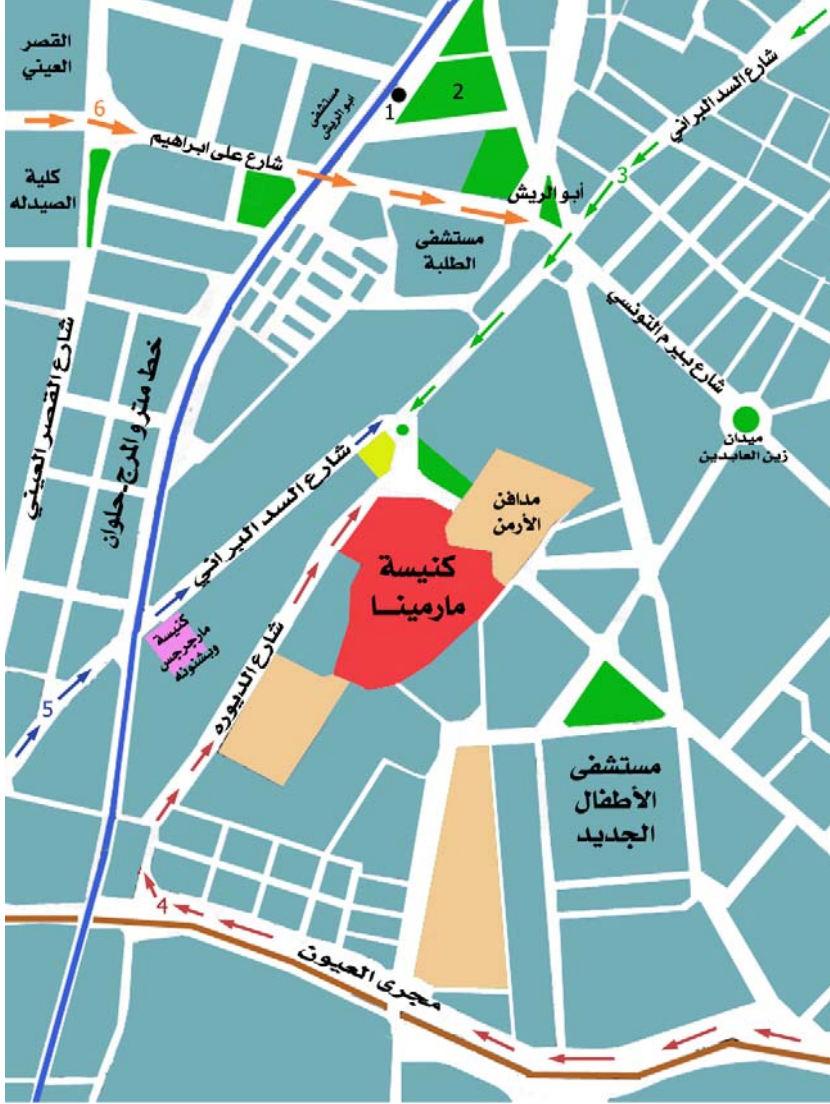 القصر
العيني
شارع السد البراني
مستشفى
ابو الريش
1
2
6
شارع على ابراهيم
3
كلية
الصيدله
أبو الريش
مستشفى
الطلبة
شارع بيرم التونسي
شارع القصر العيني
خط مترو المرج-حلوان
ميدان
زين العابدين
شارع السد البراني
مدافن
الأرمن
كنيسة
مارمينا
كنيسة
مارجرجس
وبشنونه
شارع الديوره
5
مستشفى
الأطفال
الجديد
4
مجرى العيون